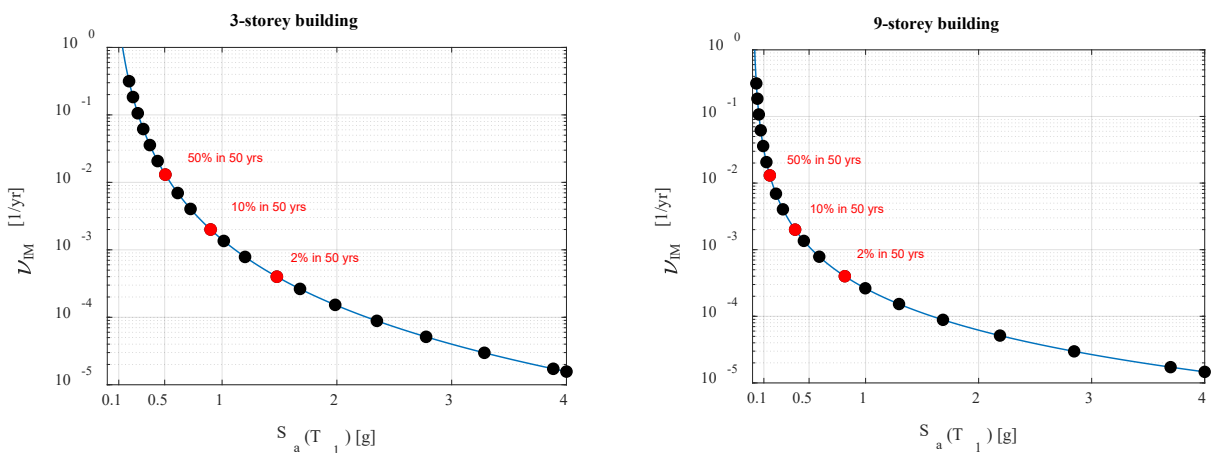 3-storey building
10 0
10 -1
10 -2
10 -3
10 -4
10 -5
ν IM [1/yr]
50% in 50 yrs
10% in 50 yrs
2% in 50 yrs
0.1 0.5 1 2 3 4
S a (T 1 ) [g]
9-storey building
10 0
10 -1
10 -2
10 -3
10 -4
10 -5
ν IM [1/yr]
50% in 50 yrs
10% in 50 yrs
2% in 50 yrs
0.1 0.5 1 2 3 4
S a (T 1 ) [g]